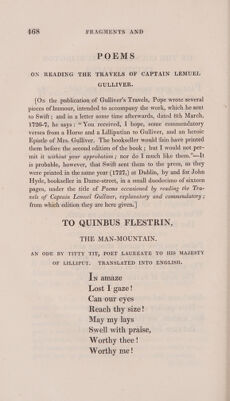 468 FRAGMENTS AND
POEMS
ON READING THE TRAVELS OF CAPTAIN LEMUEL
GULLIVER.
[On the publication of Gulliver's Travels, Pope wrote several
pieces of humour, intended to accompany the work, which he sent
to Swift; and in a letter some time afterwards, dated 8th March,
1726-7, he says: "You received, I hope, some commendatory
verses from a Horse and a Lilliputian to Gulliver, and an heroic
Epistle of Mrs. Gulliver. The bookseller would fain have printed
them before the second edition of the book; but I would not per-
mit it without your approbation; nor do I much like them."—It
is probable, however, that Swift sent them to the press, as they
were printed in the same year (1727,) at Dublin, by and for John
Hyde, bookseller in Dame-street, in a small duodecimo of sixteen
pages, under the title of Poems occasioned by reading the Tra-
vels of Captain Lemuel Gulliver, explanatory and commendatory;
from which edition they are here given.]
TO QUINBUS FLESTRIN,
THE MAN-MOUNTAIN.
AN ODE BY TITTY TIT, POET LAUREATE TO HIS MAJESTY
OF LILLIPUT. TRANSLATED INTO ENGLISH.
In amaze
Lost I gaze!
Can our eyes
Reach thy size!
May my lays
Swell with praise,
Worthy thee!
Worthy me!